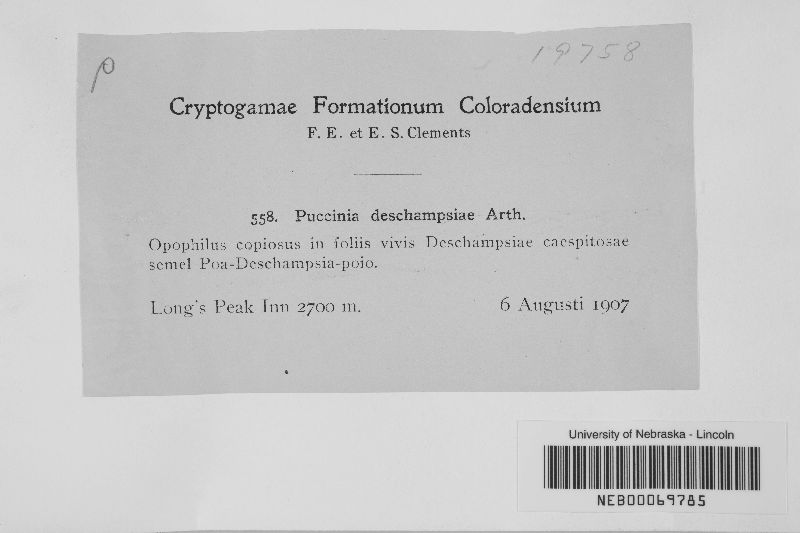 p
19758
Cryptogamae Formationum Coloradensium
F. E. et E. S. Clements
558. Puccinia deschampsiae Arth.
Opophilus copiosus in foliis vivis Deschampsiae caespitosae
semel Poa-Deschampsia-poio.
Long's Peak Inn 2700 m. 6 Augusti 1907
University of Nebraska - Lincoln
NEB00069785